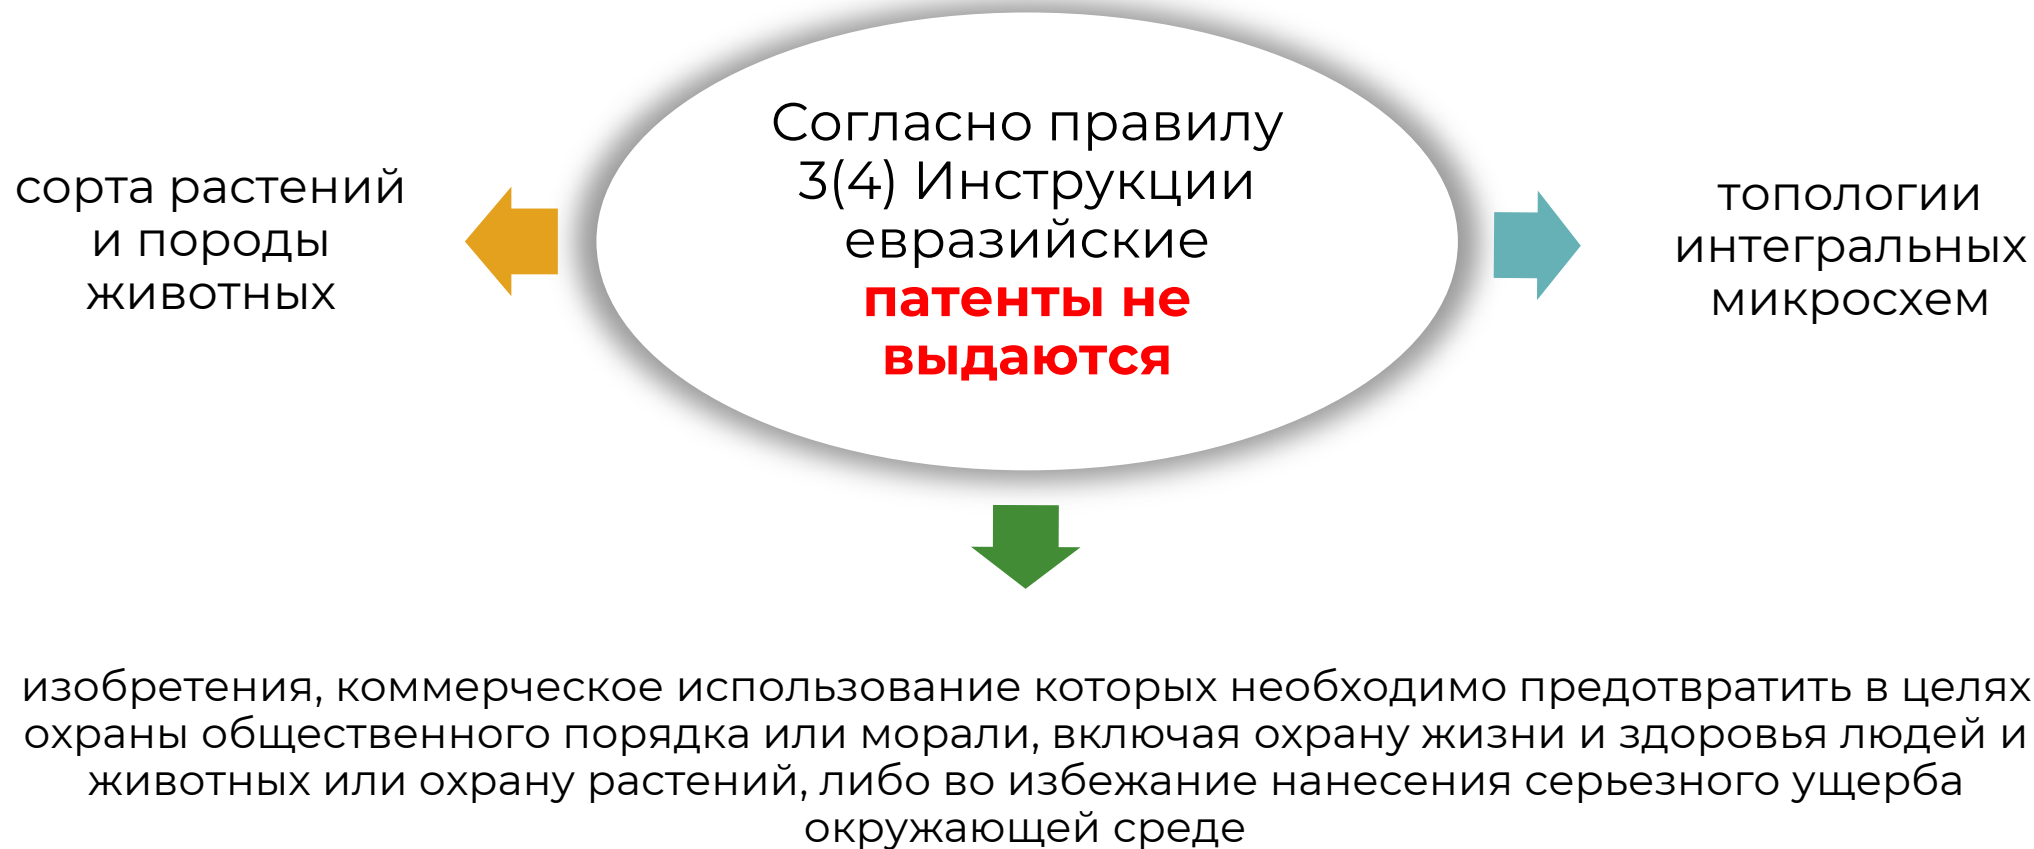 Согласно правилу
3(4) Инструкции
евразийские
патенты не
выдаются
сорта растений
и породы
животных
топологии
интегральных
микросхем
изобретения, коммерческое использование которых необходимо предотвратить в целях
охраны общественного порядка или морали, включая охрану жизни и здоровья людей и
животных или охрану растений, либо во избежание нанесения серьезного ущерба
окружающей среде